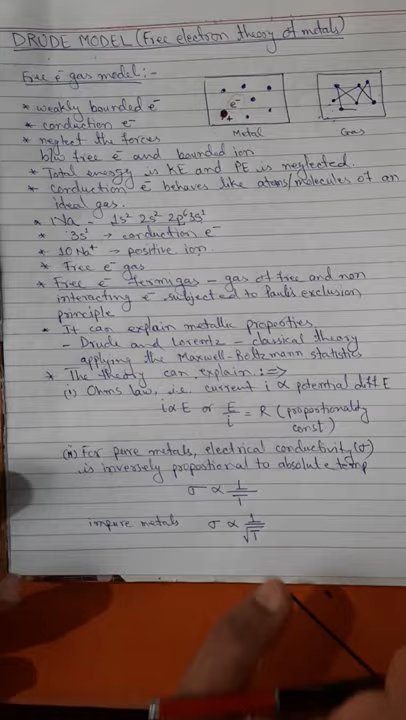 DRUDE MODEL (Free electron theory of metals)
Free e⁻ gas model:-
* weakly bounded e⁻
* conduction e⁻
* neglect the forces
b/w free e⁻ and bounded ion
e⁻
+
Metal
Gas
* Total energy is KE and PE is neglected.
* Conduction e⁻ behaves like atoms/molecules of an
ideal gas.
* Na - 1s² 2s² 2p⁶ 3s¹
* 3s¹ → conduction e⁻
* 10 Na⁺ → positive ion
* Free e⁻ gas
* Free e⁻ fermigas - gas of free and non
interacting e⁻ subjected to Pauli's exclusion
principle
* It can explain metallic properties
- Drude and Lorentz - classical theory
applying the Maxwell-Boltzmann statistics
* The theory can explain :=>
(i) Ohms law, i.e current i ∝ potential diff E
i ∝ E or E/i = R (proportionality
const.)
(ii) For pure metals, electrical conductivity (σ)
is inversely proportional to absolute temp
σ ∝ 1/T
impure metals σ ∝ 1/√T